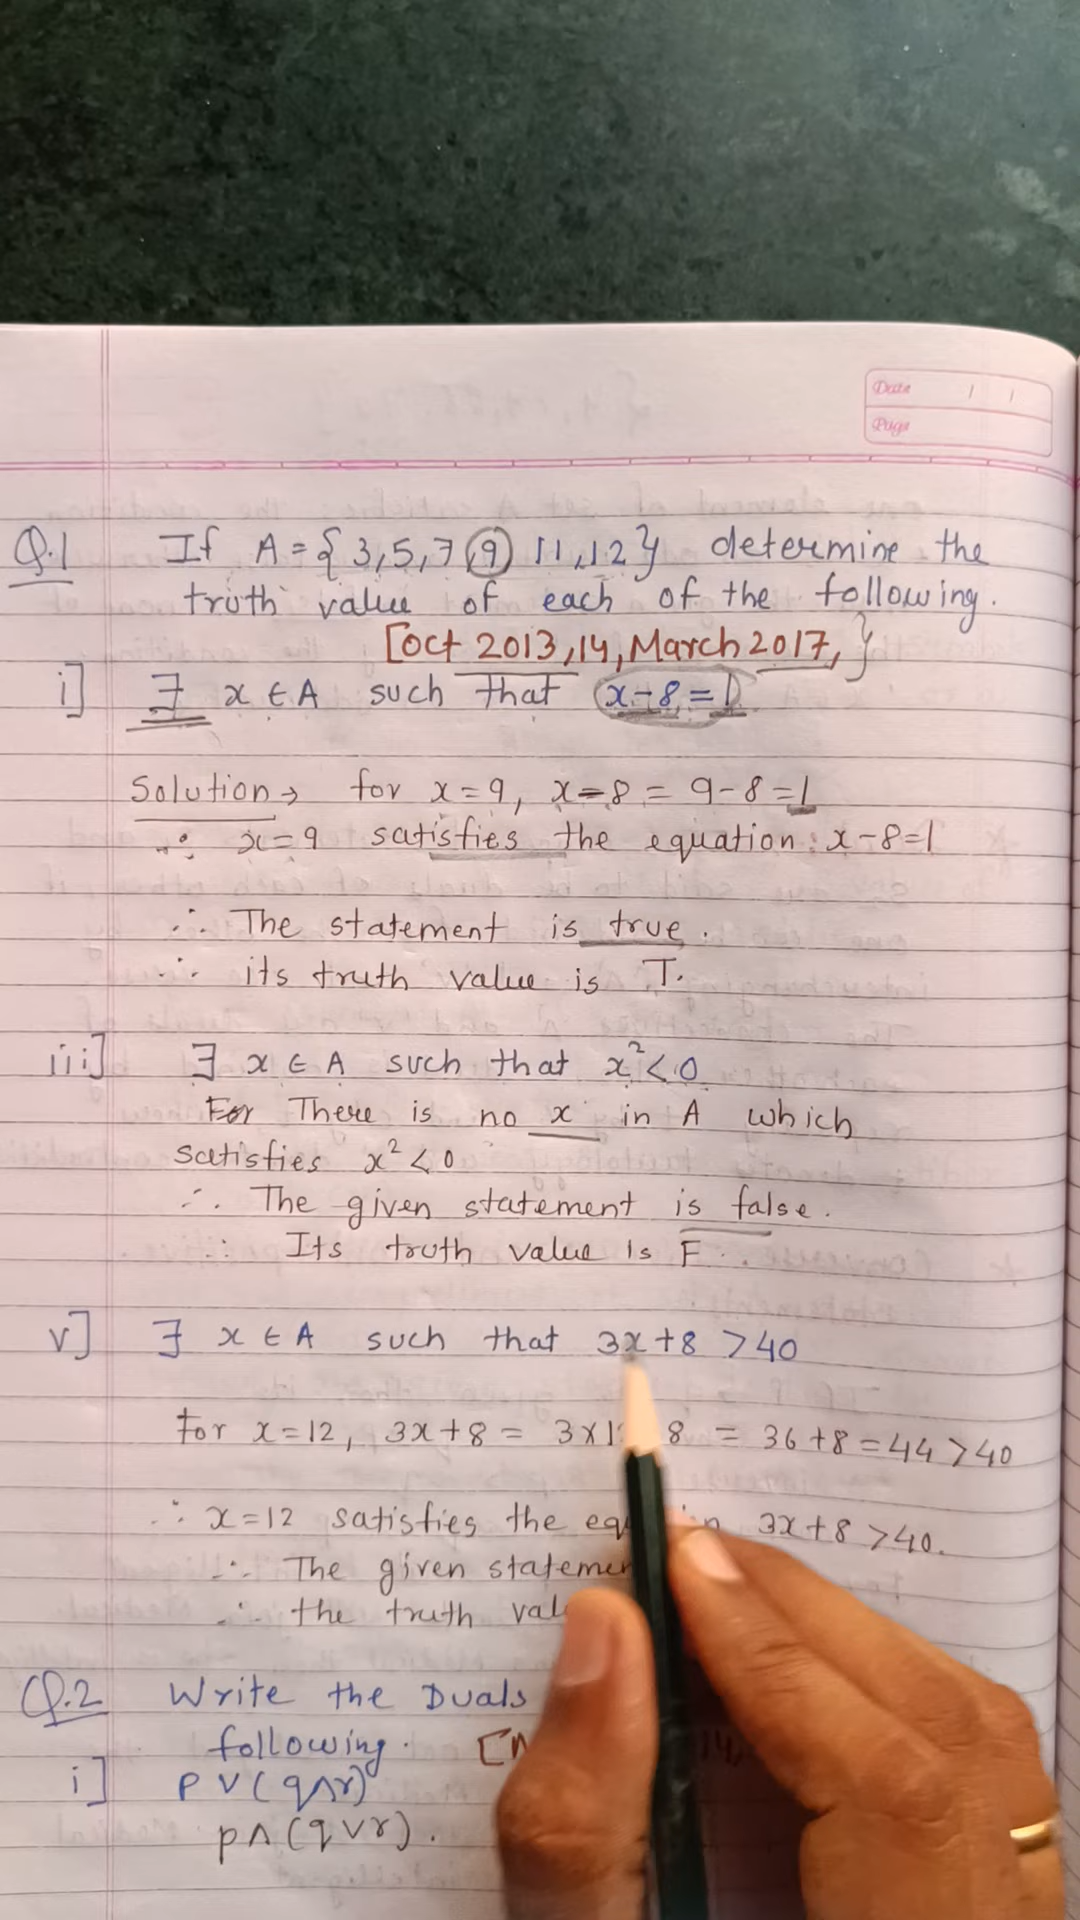 Date / /
Page
Q.1 If A = {3,5,7,9 11,12} determine the
truth value of each of the following.
[Oct 2013,14, March 2017, }
i] ∃ x ∈ A such that x-8=1
Solution → for x=9, x-8 = 9-8=1
∴ x=9 satisfies the equation: x-8=1
∴ The statement is true.
∴ its truth value is T.
iii] ∃ x ∈ A such that x²<0
For There is no x in A which
satisfies x²<0
∴ The given statement is false.
∴ Its truth value is F.
v] ∃ x ∈ A such that 3x+8 >40
for x=12, 3x+8 = 3x1 8 = 36+8=44>40
∴ x=12 satisfies the 3x+8 >40.
∴ The given
∴ the truth
Q.2 Write the Duals
following. [ 14,
i] p∨(q∧r)
p∧(q∨r).